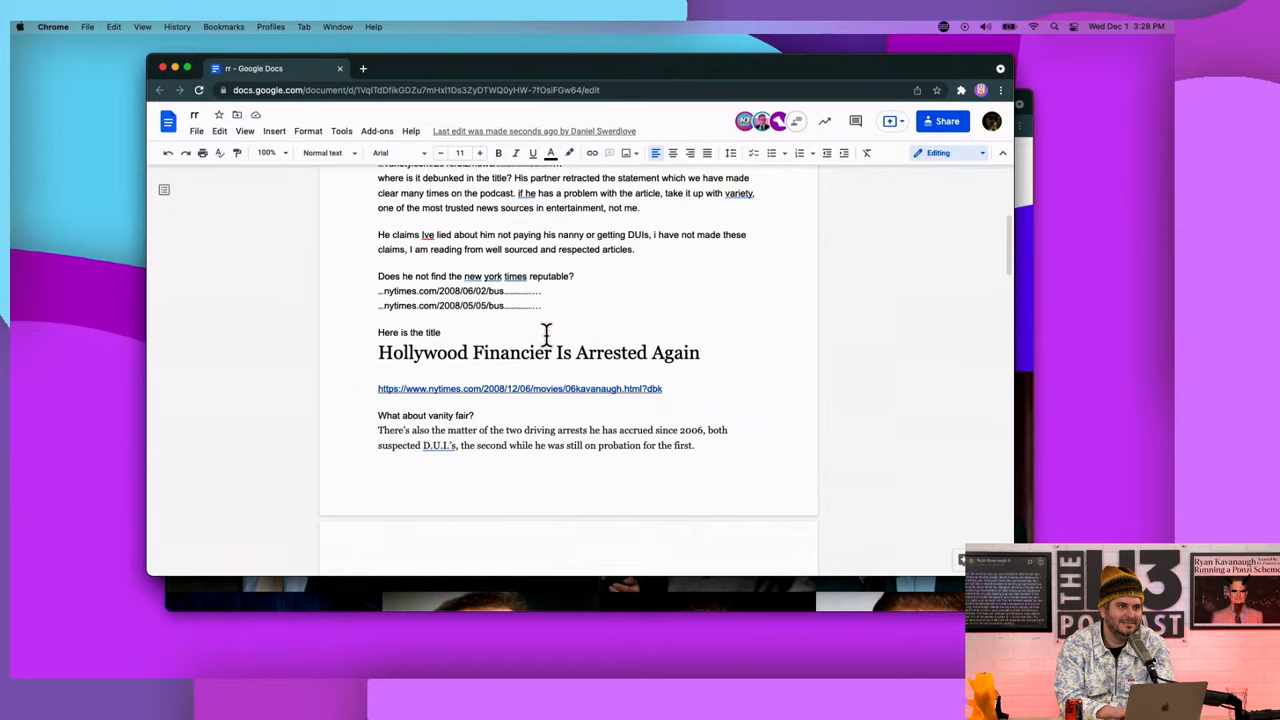 Chrome File Edit View History Bookmarks Profiles Tab Window Help Wed Dec 1 3:28 PM
rr - Google Docs
docs.google.com/document/d/1VqlTdDfikGDZu7mHxl1Ds3ZyDTWQ0yHW-7fOsiFGw64/edit
rr
Share
File Edit View Insert Format Tools Add-ons Help Last edit was made seconds ago by Daniel Swerdlove
100% Normal text Arial 11 Editing
where is it debunked in the title? His partner retracted the statement which we have made
clear many times on the podcast. if he has a problem with the article, take it up with variety,
one of the most trusted news sources in entertainment, not me.
He claims Ive lied about him not paying his nanny or getting DUIs, i have not made these
claims, I am reading from well sourced and respected articles.
Does he not find the new york times reputable?
...nytimes.com/2008/06/02/bus...
...nytimes.com/2008/05/05/bus...
Here is the title
Hollywood Financier Is Arrested Again
https://www.nytimes.com/2008/12/06/movies/06kavanaugh.html?dbk
What about vanity fair?
There's also the matter of the two driving arrests he has accrued since 2006, both
suspected D.U.I.'s, the second while he was still on probation for the first.
THE H3
PODCAST
Ryan Kavanaugh
Running a Ponzi Scheme